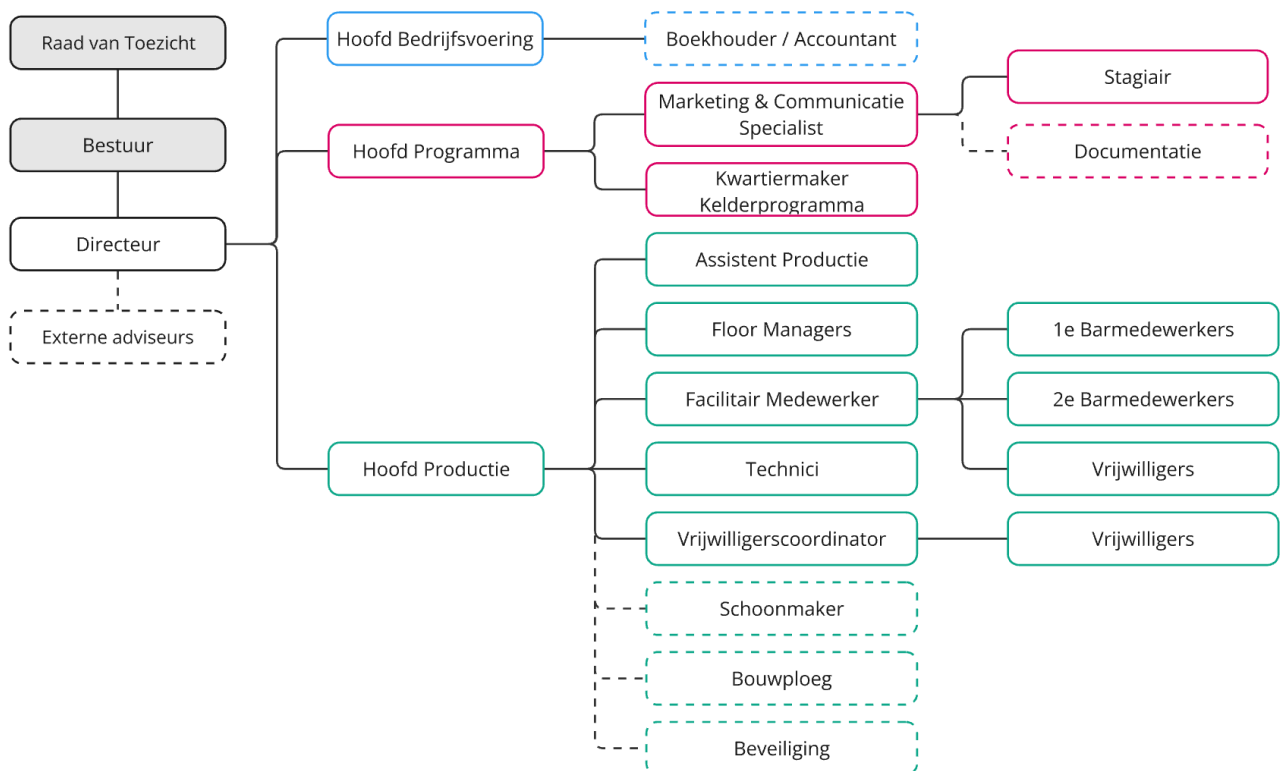 Raad van Toezicht
Bestuur
Directeur
Externe adviseurs
Hoofd Bedrijfsvoering
Boekhouder / Accountant
Hoofd Programma
Marketing & Communicatie
Specialist
Stagiair
Documentatie
Kwartiermaker
Kelderprogramma
Hoofd Productie
Assistent Productie
Floor Managers
Facilitair Medewerker
1e Barmedewerkers
2e Barmedewerkers
Vrijwilligers
Technici
Vrijwilligerscoordinator
Vrijwilligers
Schoonmaker
Bouwploeg
Beveiliging